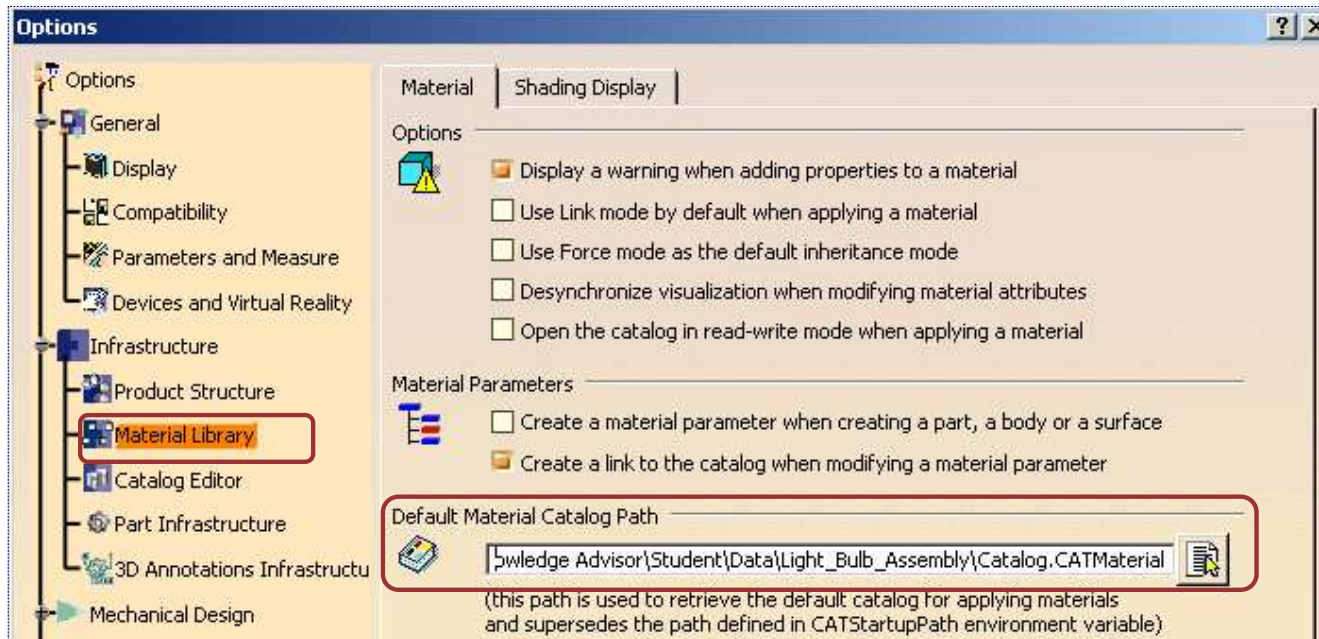 Options
Options
General
Display
Compatibility
Parameters and Measure
Devices and Virtual Reality
Infrastructure
Product Structure
Material Library
Catalog Editor
Part Infrastructure
3D Annotations Infrastructu
Mechanical Design
Material
Shading Display
Options
Display a warning when adding properties to a material
Use Link mode by default when applying a material
Use Force mode as the default inheritance mode
Desynchronize visualization when modifying material attributes
Open the catalog in read-write mode when applying a material
Material Parameters
Create a material parameter when creating a part, a body or a surface
Create a link to the catalog when modifying a material parameter
Default Material Catalog Path
Advisor\Student\Data\Light_Bulb_Assembly\Catalog.CATMaterial
(this path is used to retrieve the default catalog for applying materials
and supersedes the path defined in CATStartupPath environment variable)